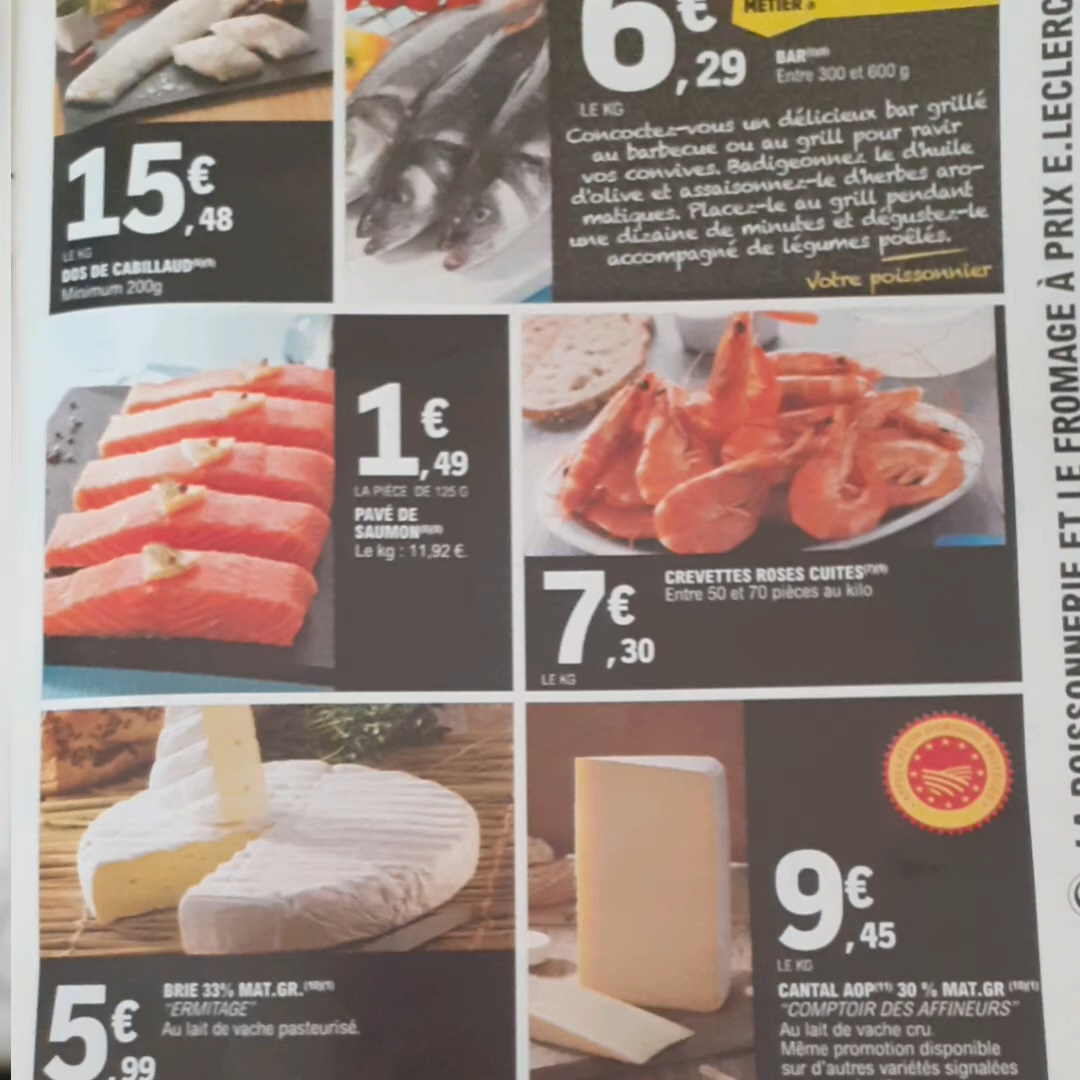 15€,48
LE KG
DOS DE CABILLAUD
Minimum 200g
6€,29
LE KG
MÉTIER
BAR
Entre 300 et 600 g
Concoctez-vous un délicieux bar grillé
au barbecue ou au grill pour ravir
vos convives. Badigeonnez le d'huile
d'olive et assaisonnez-le d'herbes aro-
matiques. Placez-le au grill pendant
une dizaine de minutes et dégustez-le
accompagné de légumes poêlés.
Votre poissonnier
1€,49
LA PIÈCE DE 125 G
PAVÉ DE
SAUMON
Le kg : 11,92 €.
7€,30
LE KG
CREVETTES ROSES CUITES
Entre 50 et 70 pièces au kilo
5€,99
BRIE 33% MAT.GR.
"ERMITAGE"
Au lait de vache pasteurisé.
APPELLATION D'ORIGINE PROTÉGÉE
9€,45
LE KG
CANTAL AOP(11) 30 % MAT.GR
"COMPTOIR DES AFFINEURS"
Au lait de vache cru.
Même promotion disponible
sur d'autres variétés signalées
LA POISSONNERIE ET LE FROMAGE À PRIX E.LECLERC